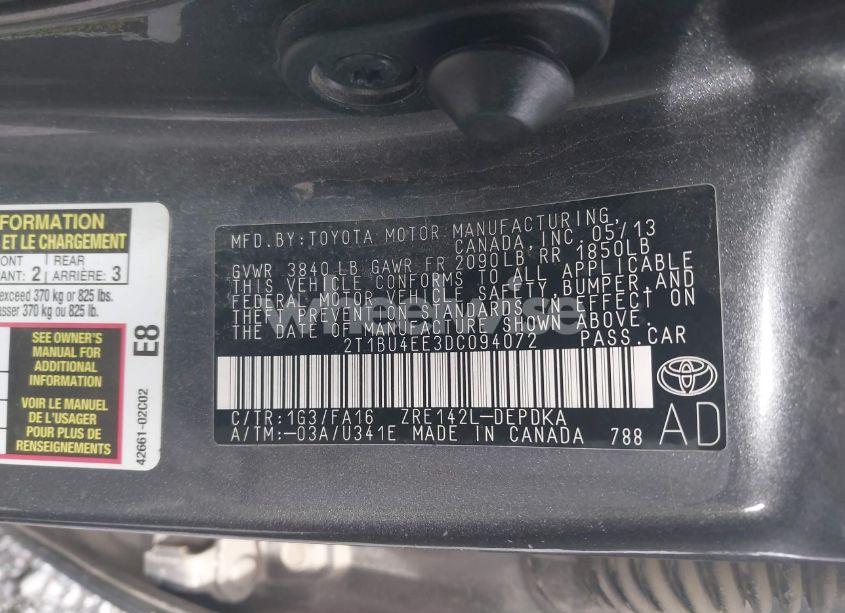 FORMATION
ET LE CHARGEMENT
ONT REAR
ANT: 2 ARRIÈRE: 3
exceed 370 kg or 825 lbs.
asser 370 kg ou 825 lb.
SEE OWNER'S
MANUAL FOR
ADDITIONAL
INFORMATION
VOIR LE MANUEL
DE L'USAGER
POUR PLUS DE
RENSEIGNEMENTS
E8
42661-02C02
MFD.BY:TOYOTA MOTOR MANUFACTURING,
CANADA, INC. 05/13
GVWR 3840 LB GAWR FR 2090LB RR 1850LB
THIS VEHICLE CONFORMS TO ALL APPLICABLE
FEDERAL MOTOR VEHICLE SAFETY, BUMPER, AND
THEFT PREVENTION STANDARDS IN EFFECT ON
THE DATE OF MANUFACTURE SHOWN ABOVE.
2T1BU4EE3DC094072 PASS.CAR
C/TR:1G3/FA16 ZRE142L-DEPDKA
A/TM:-03A/U341E MADE IN CANADA 788
AD